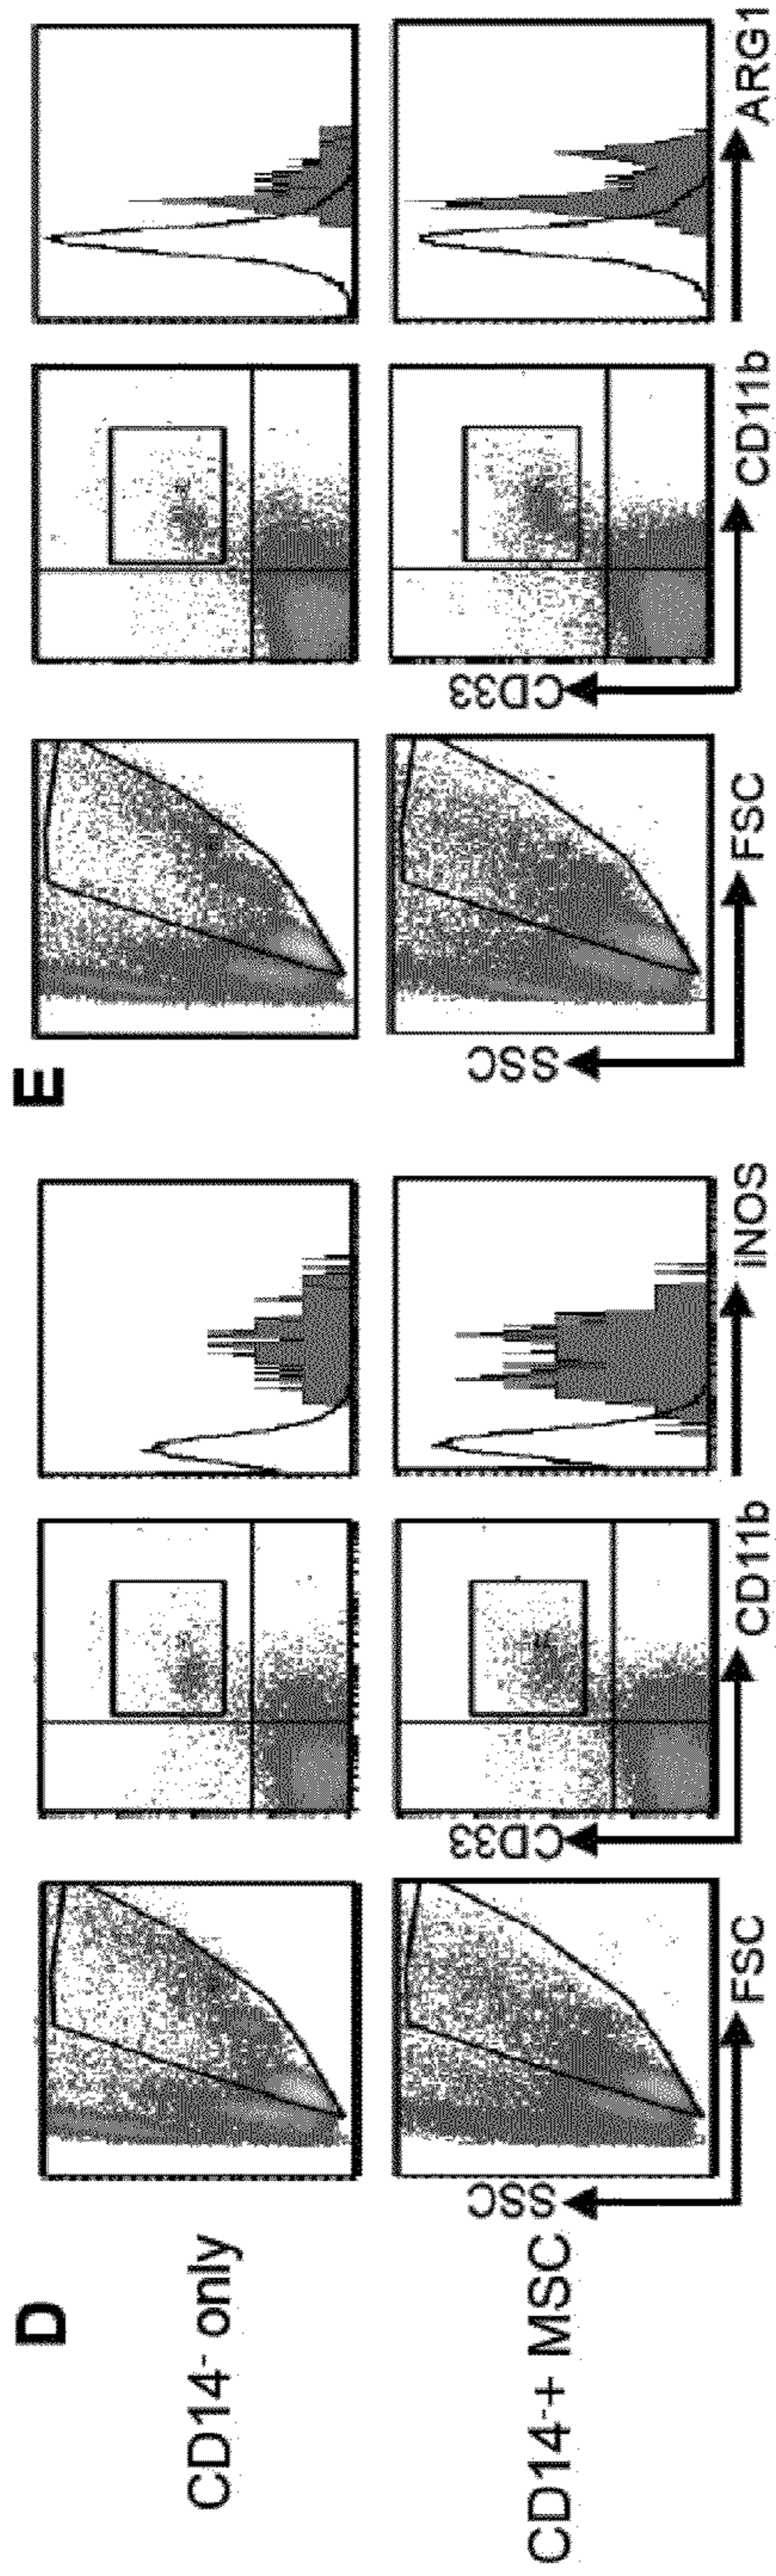 D
CD14- only
CD14-+ MSC
SSC
FSC
CD33
CD11b
iNOS
E
SSC
FSC
CD33
CD11b
ARG1